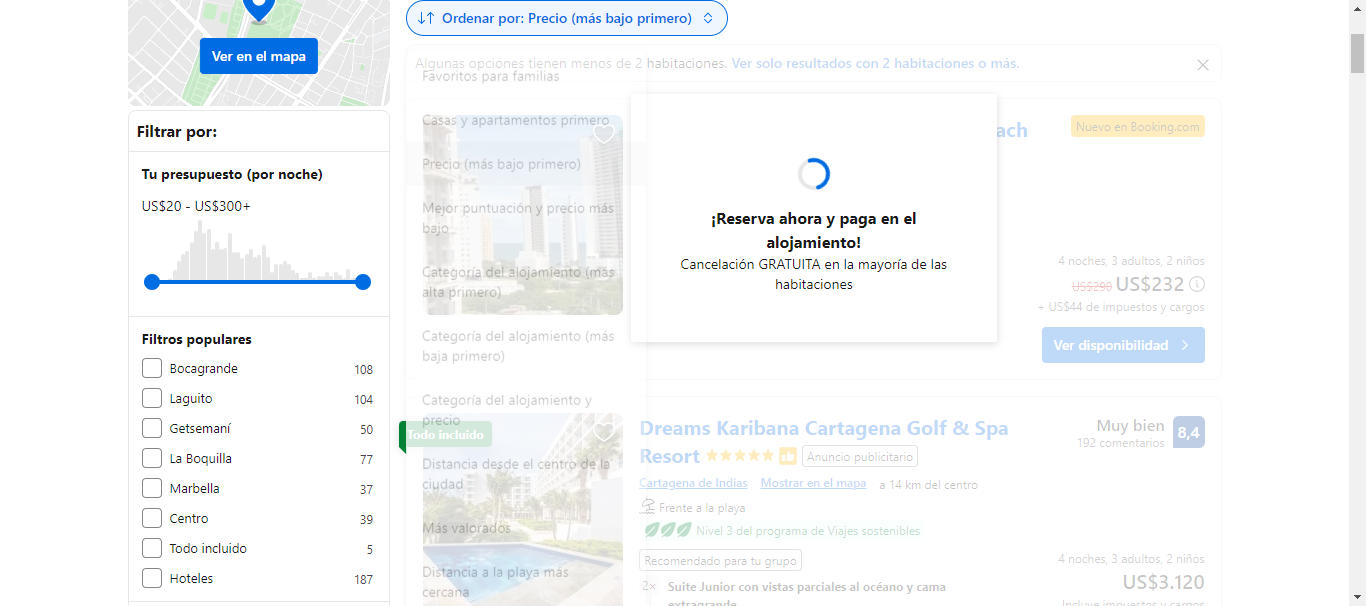 Ver en el mapa
Filtrar por:
Tu presupuesto (por noche)
US$20 - US$300+
Filtros populares
Bocagrande 108
Laguito 104
Getsemaní 50
La Boquilla 77
Marbella 37
Centro 39
Todo incluido 5
Hoteles 187
Ordenar por: Precio (más bajo primero)
Algunas opciones tienen menos de 2 habitaciones. Ver solo resultados con 2 habitaciones o más.
Favoritos para familias
Casas y apartamentos primero
Precio (más bajo primero)
Mejor puntuación y precio más
bajo
Categoría del alojamiento (más
alta primero)
Categoría del alojamiento (más
baja primero)
Categoría del alojamiento y
precio
Distancia desde el centro de la
ciudad
Más valorados
Distancia a la playa más
cercana
¡Reserva ahora y paga en el
alojamiento!
Cancelación GRATUITA en la mayoría de las
habitaciones
ach
Nuevo en Booking.com
4 noches, 3 adultos, 2 niños
US$290 US$232
+ US$44 de impuestos y cargos
Ver disponibilidad
Todo incluido
Dreams Karibana Cartagena Golf & Spa
Resort Anuncio publicitario
Muy bien 8,4
192 comentarios
Cartagena de Indias Mostrar en el mapa a 14 km del centro
Frente a la playa
Nivel 3 del programa de Viajes sostenibles
Recomendado para tu grupo
2× Suite Junior con vistas parciales al océano y cama
extragrande
4 noches, 3 adultos, 2 niños
US$3.120
Incluye impuestos y cargos